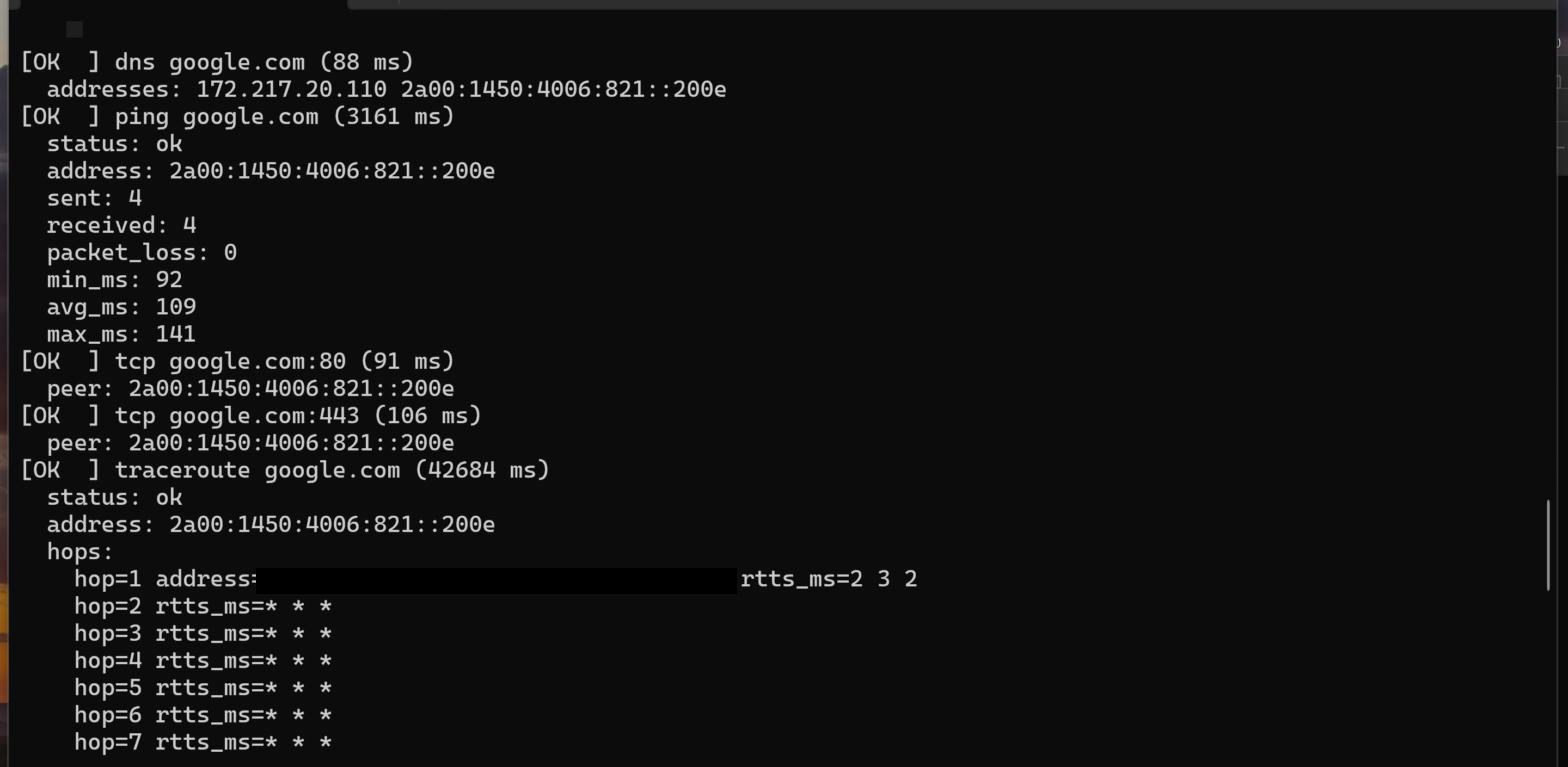 [OK  ] dns google.com (88 ms)
  addresses: 172.217.20.110 2a00:1450:4006:821::200e
[OK  ] ping google.com (3161 ms)
  status: ok
  address: 2a00:1450:4006:821::200e
  sent: 4
  received: 4
  packet_loss: 0
  min_ms: 92
  avg_ms: 109
  max_ms: 141
[OK  ] tcp google.com:80 (91 ms)
  peer: 2a00:1450:4006:821::200e
[OK  ] tcp google.com:443 (106 ms)
  peer: 2a00:1450:4006:821::200e
[OK  ] traceroute google.com (42684 ms)
  status: ok
  address: 2a00:1450:4006:821::200e
  hops:
    hop=1 address= rtts_ms=2 3 2
    hop=2 rtts_ms=* * *
    hop=3 rtts_ms=* * *
    hop=4 rtts_ms=* * *
    hop=5 rtts_ms=* * *
    hop=6 rtts_ms=* * *
    hop=7 rtts_ms=* * *